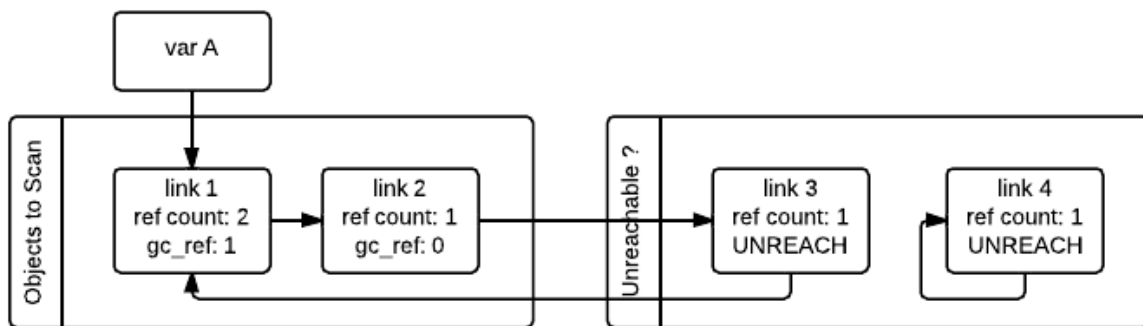 var A
Objects to Scan
link 1
ref count: 2
gc_ref: 1
link 2
ref count: 1
gc_ref: 0
Unreachable ?
link 3
ref count: 1
UNREACH
link 4
ref count: 1
UNREACH